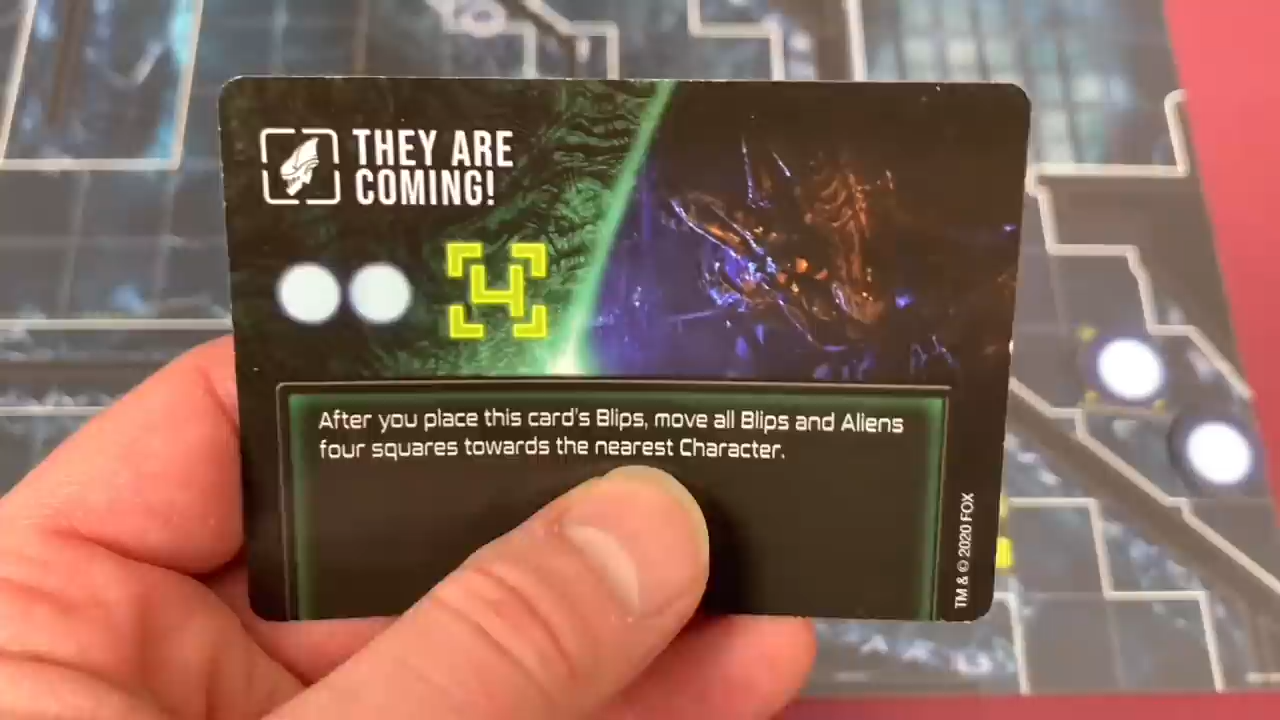 THEY ARE
COMING!
4
After you place this card's Blips, move all Blips and Aliens
four squares towards the nearest Character.
TM & © 2020 FOX